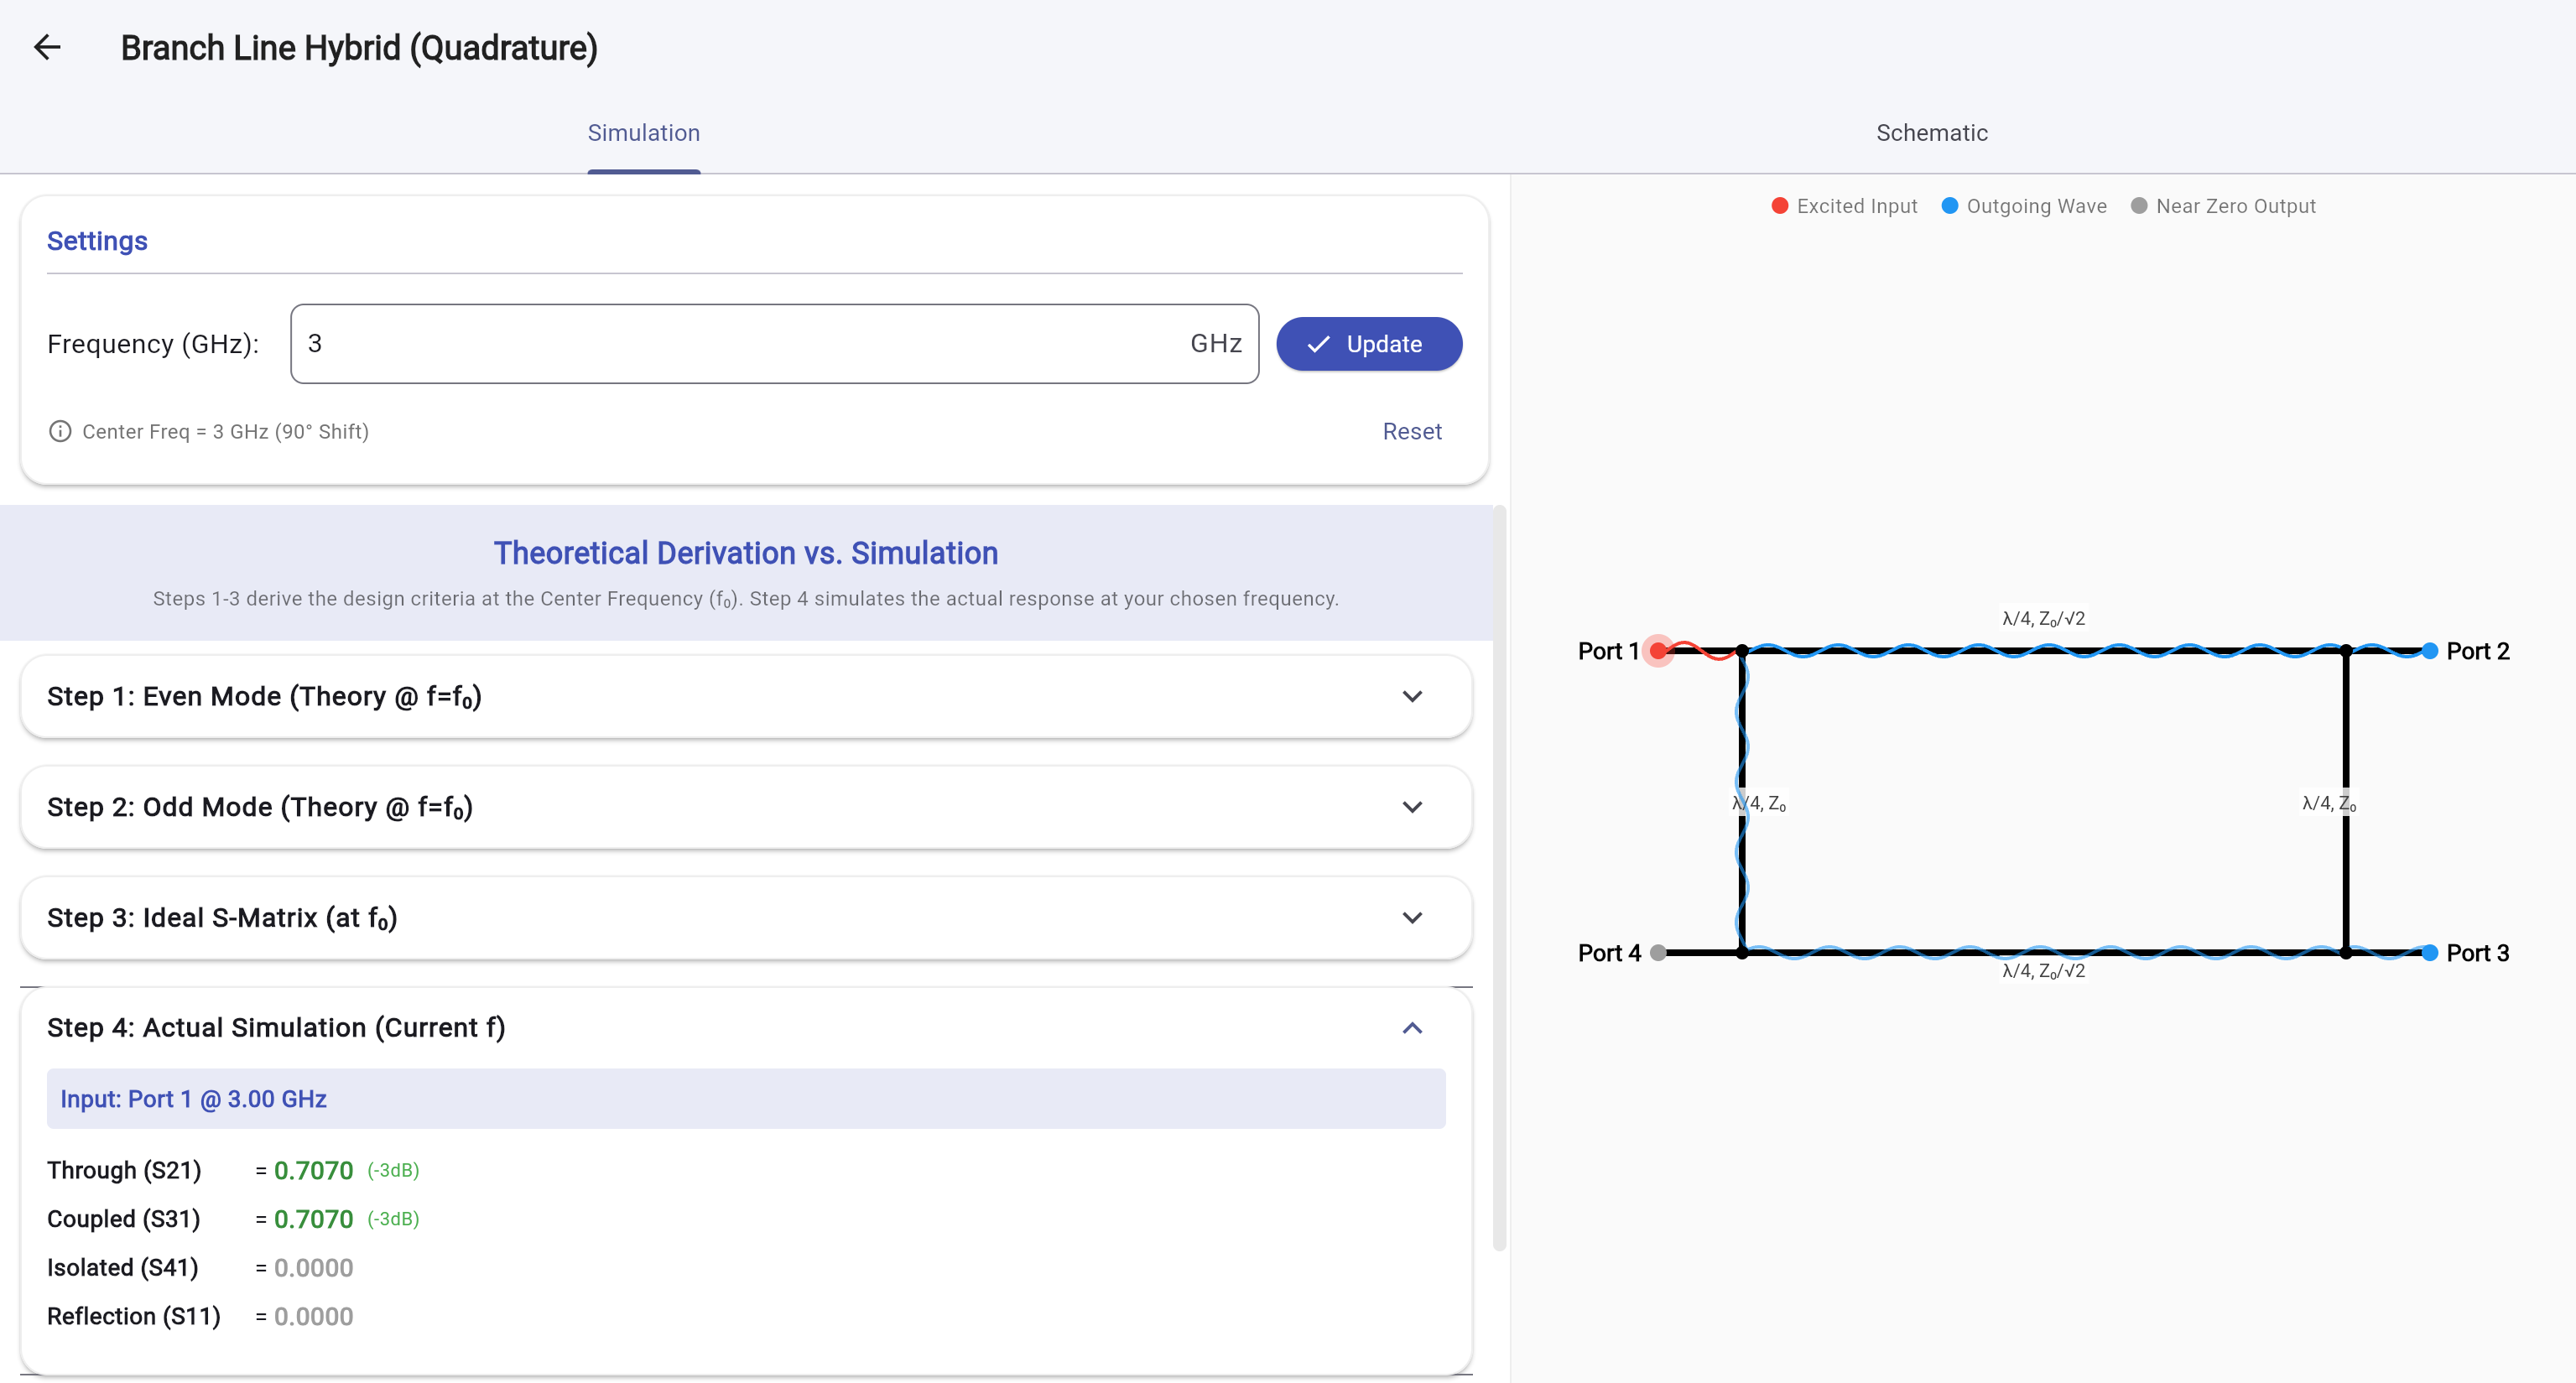 Branch Line Hybrid (Quadrature)
Simulation
Schematic
Settings
Frequency (GHz): 3 GHz Update
Center Freq = 3 GHz (90° Shift) Reset
Theoretical Derivation vs. Simulation
Steps 1-3 derive the design criteria at the Center Frequency (f₀). Step 4 simulates the actual response at your chosen frequency.
Step 1: Even Mode (Theory @ f=f₀)
Step 2: Odd Mode (Theory @ f=f₀)
Step 3: Ideal S-Matrix (at f₀)
Step 4: Actual Simulation (Current f)
Input: Port 1 @ 3.00 GHz
Through (S21) = 0.7070 (-3dB)
Coupled (S31) = 0.7070 (-3dB)
Isolated (S41) = 0.0000
Reflection (S11) = 0.0000
Excited Input Outgoing Wave Near Zero Output
λ/4, Z₀/√2
Port 1 Port 2
λ/4, Z₀ λ/4, Z₀
Port 4 Port 3
λ/4, Z₀/√2